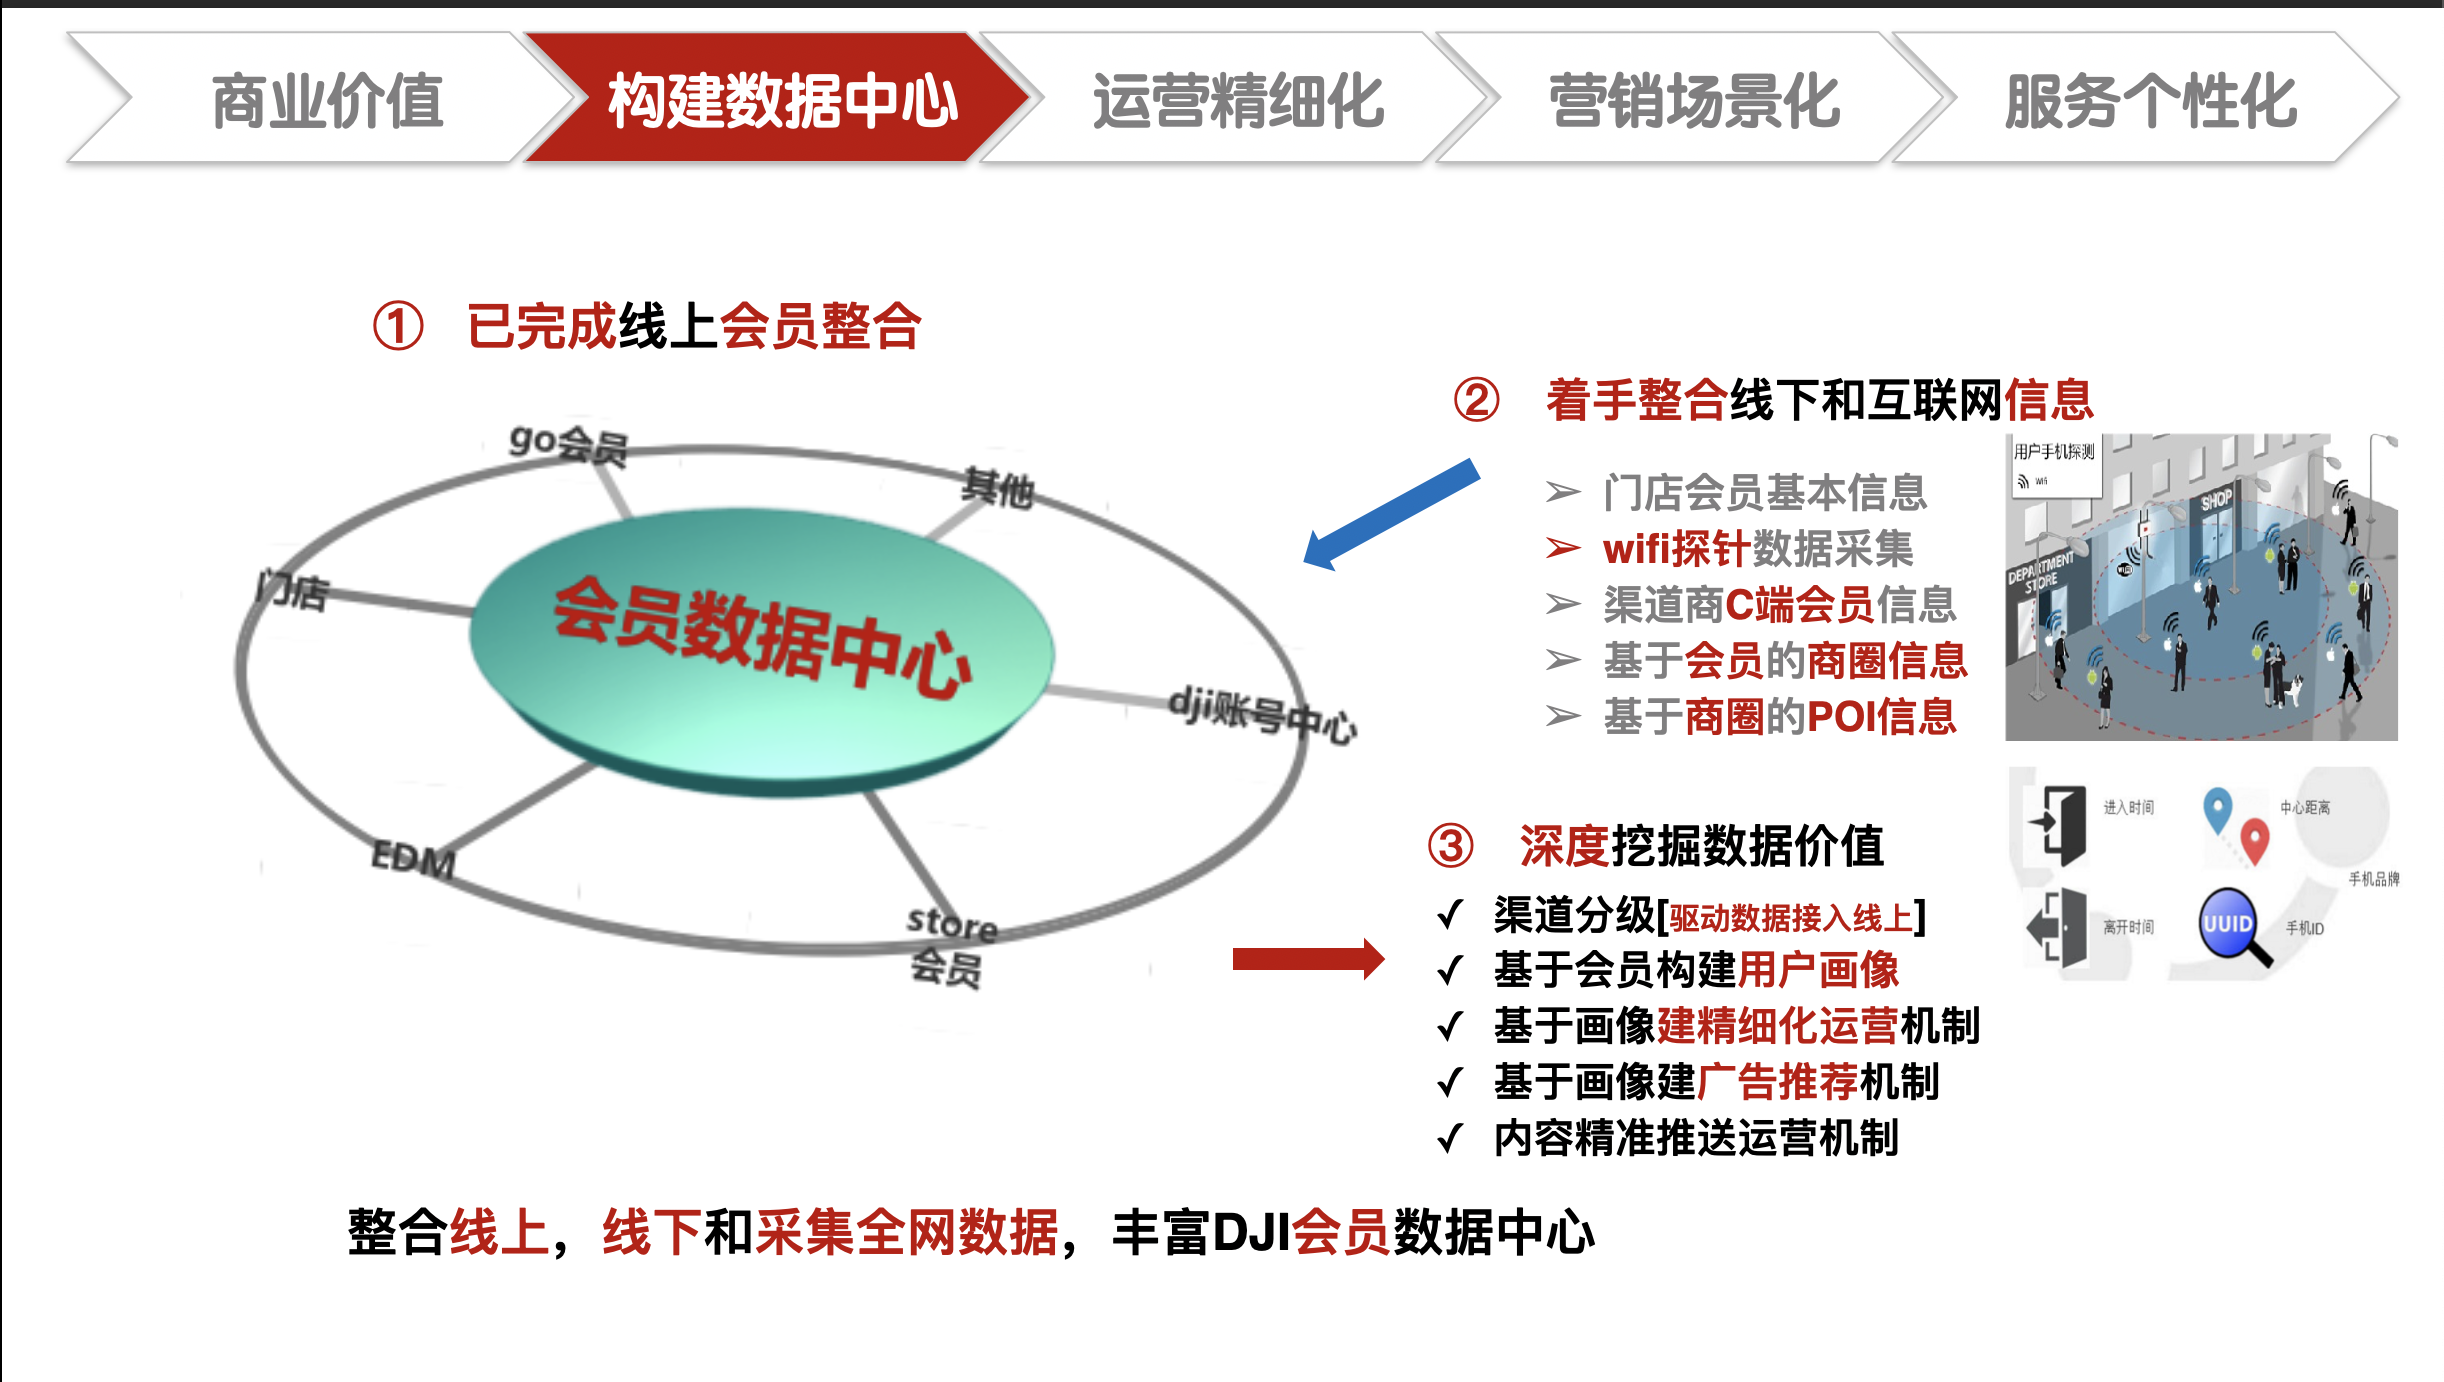 商业价值
构建数据中心
运营精细化
营销场景化
服务个性化
① 已完成线上会员整合
go会员
其他
门店
会员数据中心
dji账号中心
EDM
store
会员
② 着手整合线下和互联网信息
➢ 门店会员基本信息
➢ wifi探针数据采集
➢ 渠道商C端会员信息
➢ 基于会员的商圈信息
➢ 基于商圈的POI信息
用户手机探测
wifi
SHOP
DEPARTMENT
STORE
进入时间
中心距离
手机品牌
离开时间
UUID
手机ID
③ 深度挖掘数据价值
✓ 渠道分级[驱动数据接入线上]
✓ 基于会员构建用户画像
✓ 基于画像建精细化运营机制
✓ 基于画像建广告推荐机制
✓ 内容精准推送运营机制
整合线上，线下和采集全网数据，丰富DJI会员数据中心